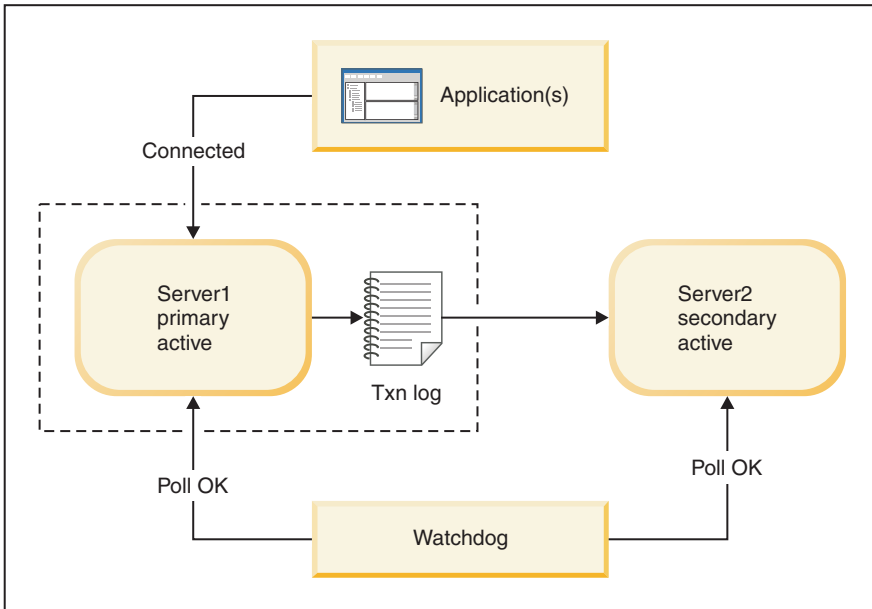 Application(s)
Connected
Server1
primary
active
Txn log
Server2
secondary
active
Poll OK
Poll OK
Watchdog